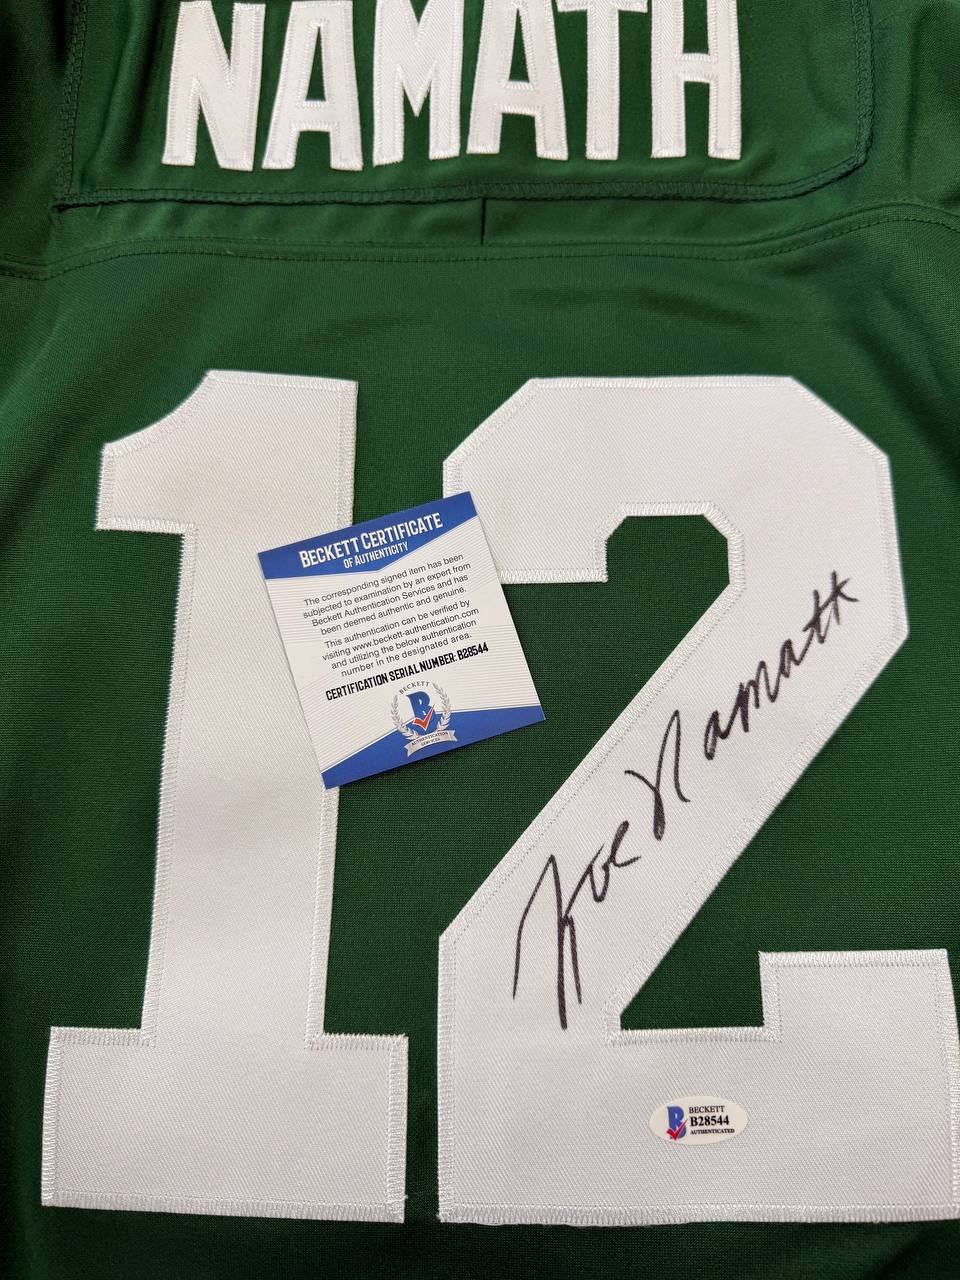 NAMATH
12
BECKETT CERTIFICATE
OF AUTHENTICITY
The corresponding signed item has been
subjected to examination by an expert from
Beckett Authentication Services and has
been deemed authentic and genuine.
This authentication can be verified by
visiting www.beckett-authentication.com
and utilizing the below authentication
number in the designated area.
CERTIFICATION SERIAL NUMBER: B28544
BECKETT
B
AUTHENTICATION
SERVICES
Joe Namath
B
BECKETT
B28544
AUTHENTICATED